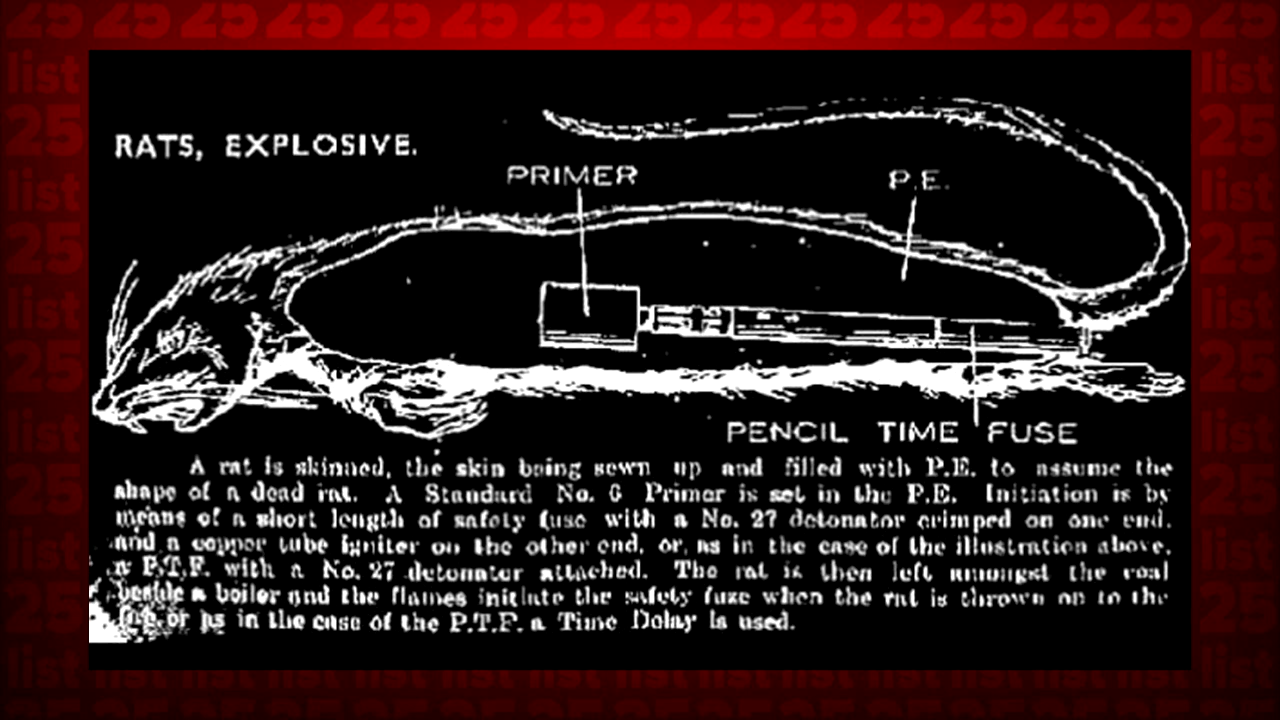 RATS, EXPLOSIVE.
PRIMER
P.E.
PENCIL TIME FUSE
A rat is skinned, the skin being sewn up and filled with P.E. to assume the
shape of a dead rat. A Standard No. 6 Primer is set in the P.E. Initiation is by
means of a short length of safety fuse with a No. 27 detonator crimped on one end,
and a copper tube igniter on the other end, or, as in the case of the illustration above,
a P.T.F. with a No. 27 detonator attached. The rat is then left amongst the coal
beside a boiler and the flames initiate the safety fuze when the rat is thrown on to the
fire, or as in the case of the P.T.F. a Time Delay is used.
list
25